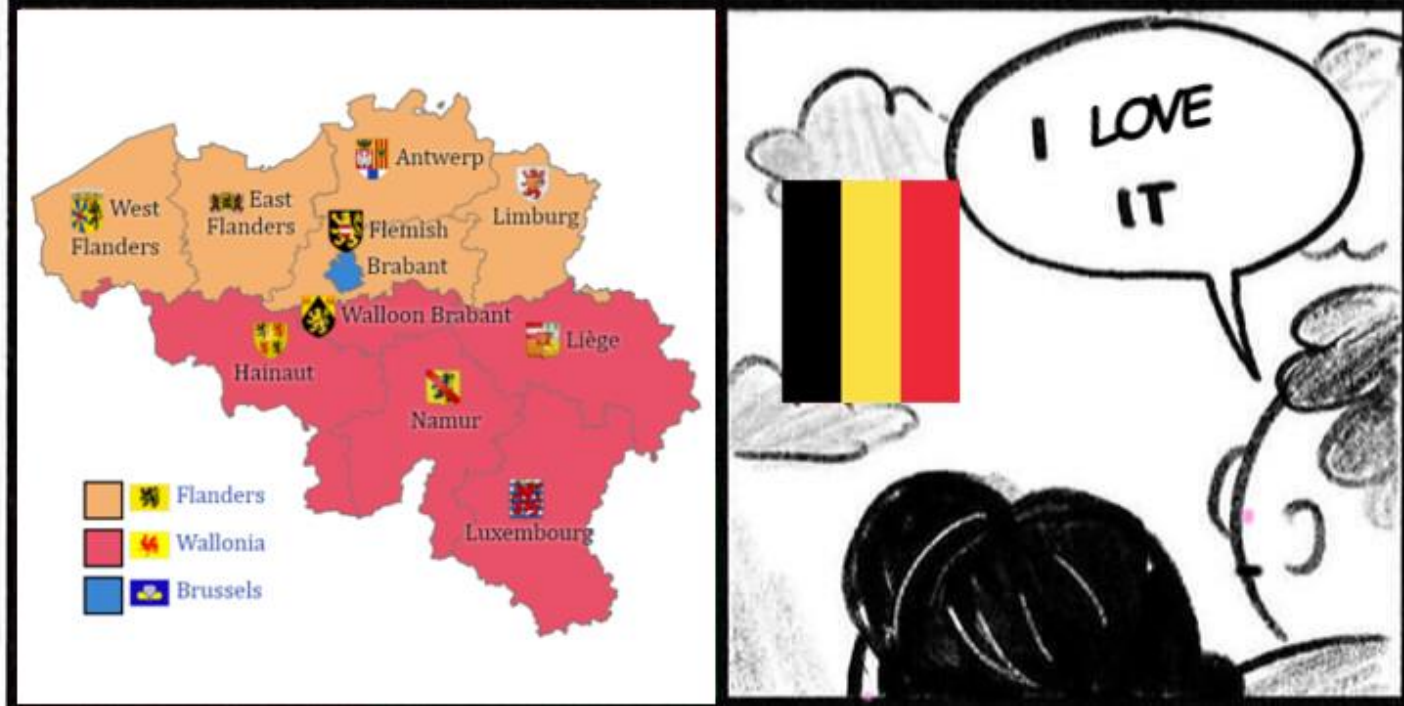 Antwerp
West
Flanders
East
Flanders
Limburg
Flemish
Brabant
Walloon Brabant
Liège
Hainaut
Namur
Luxembourg
Flanders
Wallonia
Brussels
I LOVE
IT